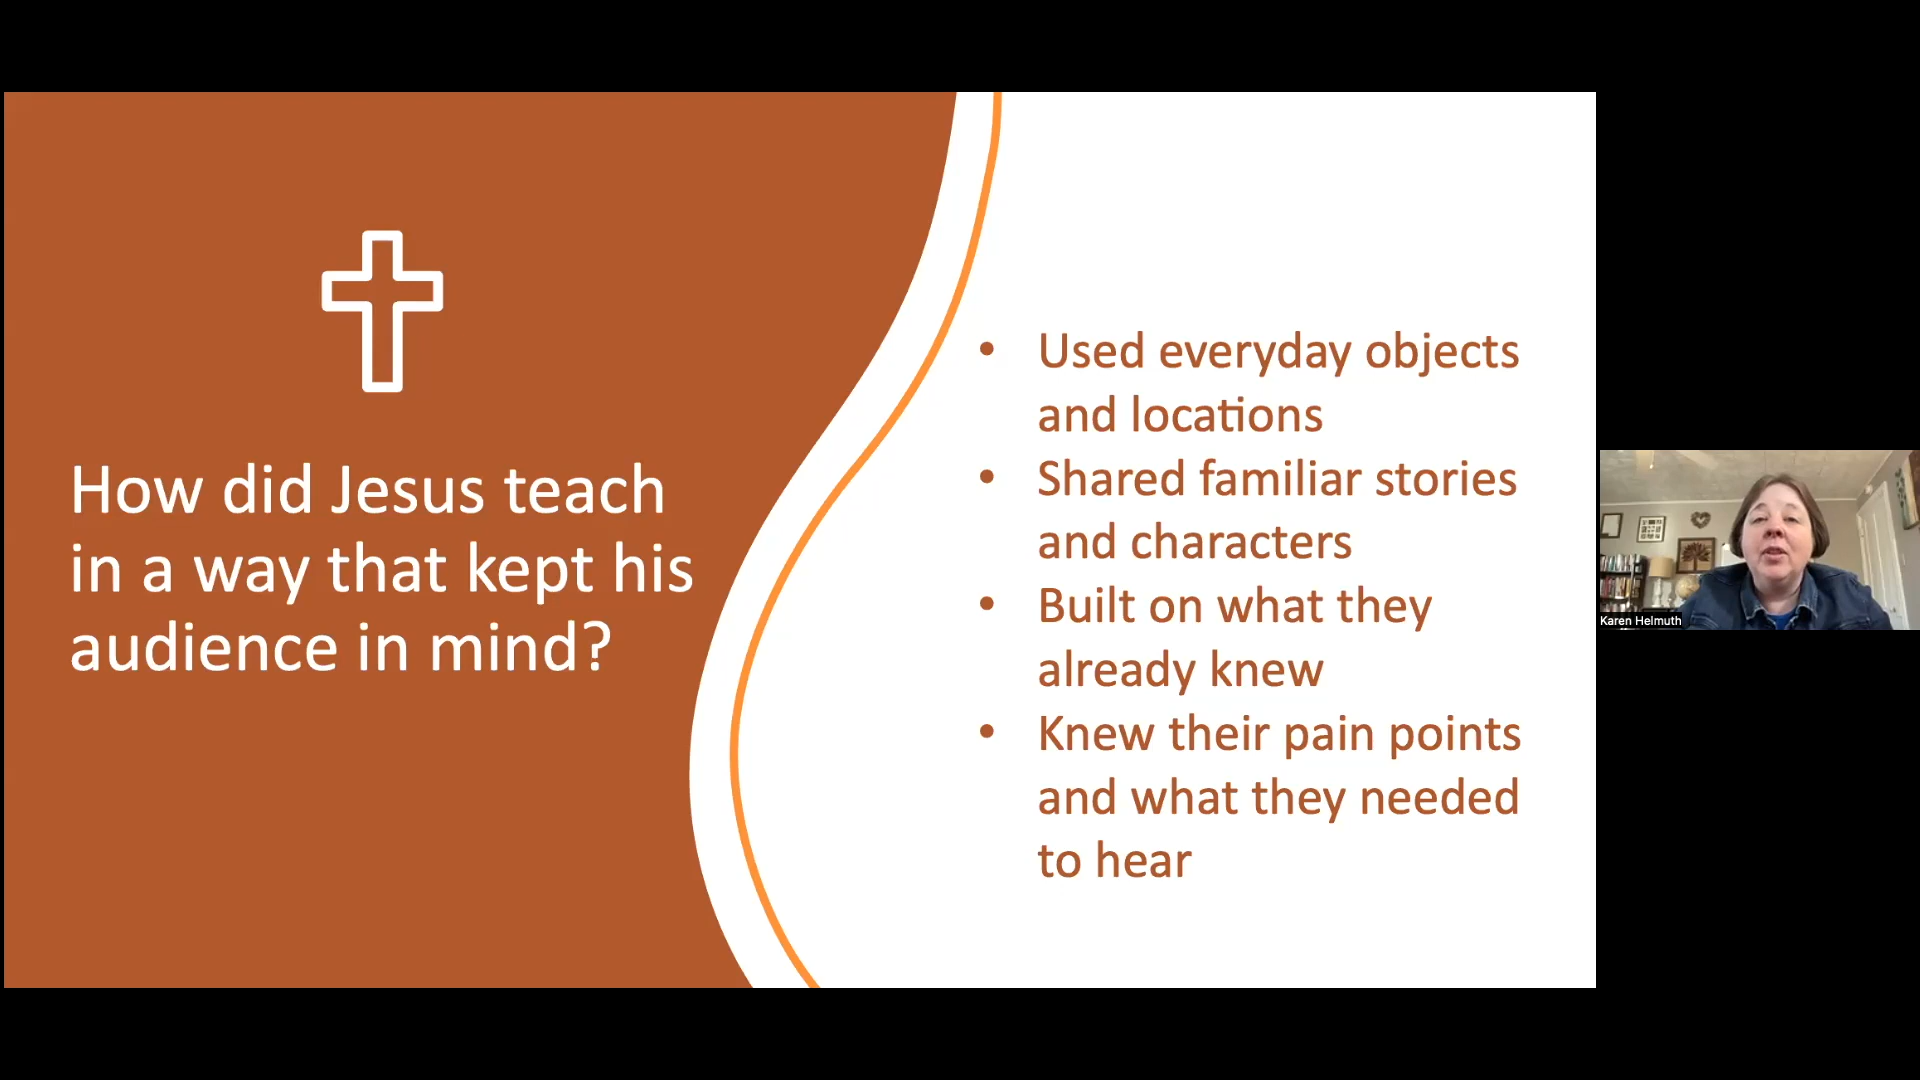 How did Jesus teach
in a way that kept his
audience in mind?
• Used everyday objects
and locations
• Shared familiar stories
and characters
• Built on what they
already knew
• Knew their pain points
and what they needed
to hear
Karen Helmuth